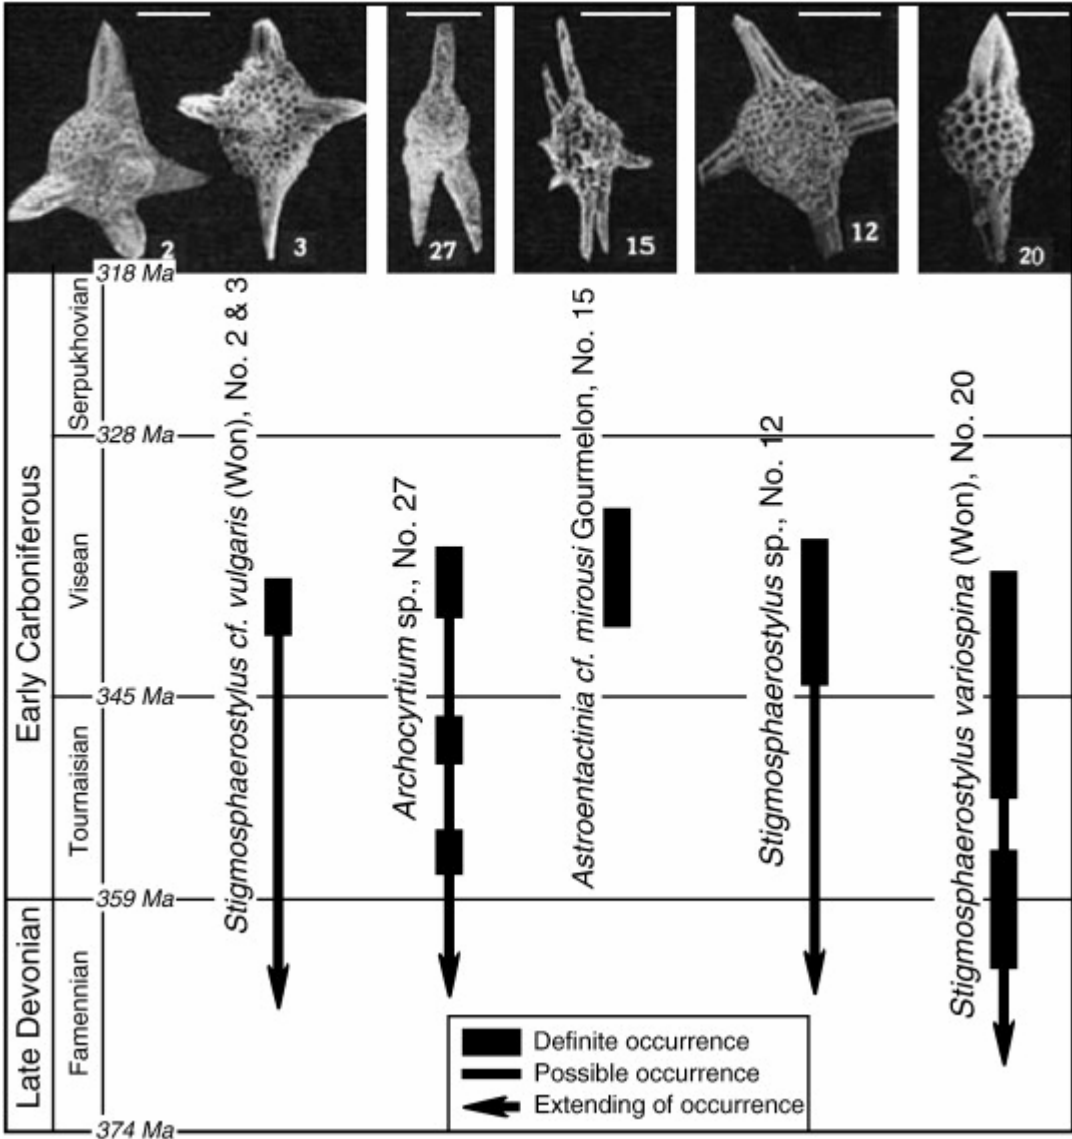 2
3
27
15
12
20
318 Ma
Serpukhovian
328 Ma
Early Carboniferous
Visean
345 Ma
Tournaisian
359 Ma
Late Devonian
Famennian
374 Ma
Stigmosphaerostylus cf. vulgaris (Won), No. 2 & 3
Archocyrtium sp., No. 27
Astroentactinia cf. mirousi Gourmelon, No. 15
Stigmosphaerostylus sp., No. 12
Stigmosphaerostylus variospina (Won), No. 20
Definite occurrence
Possible occurrence
Extending of occurrence